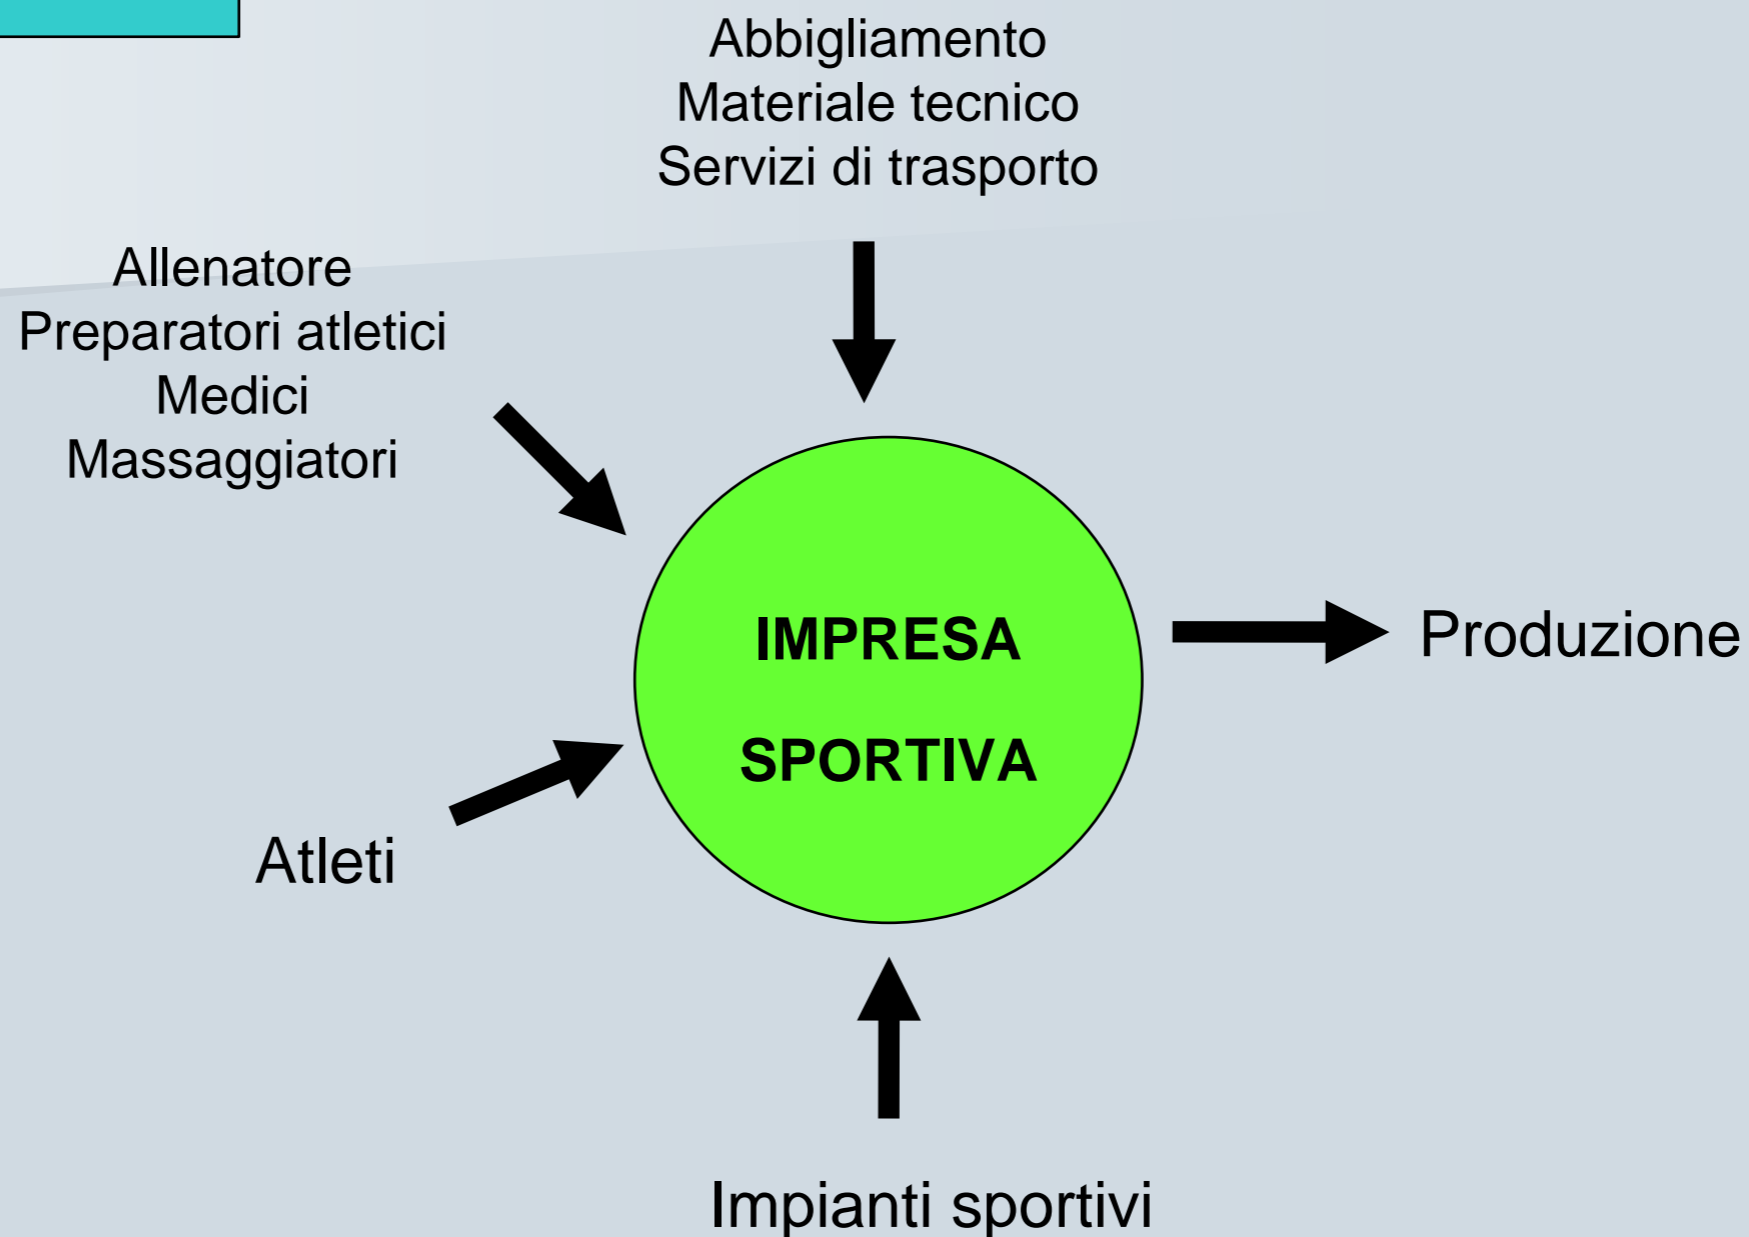 Abbigliamento
Materiale tecnico
Servizi di trasporto
Allenatore
Preparatori atletici
Medici
Massaggiatori
IMPRESA
SPORTIVA
Produzione
Atleti
Impianti sportivi